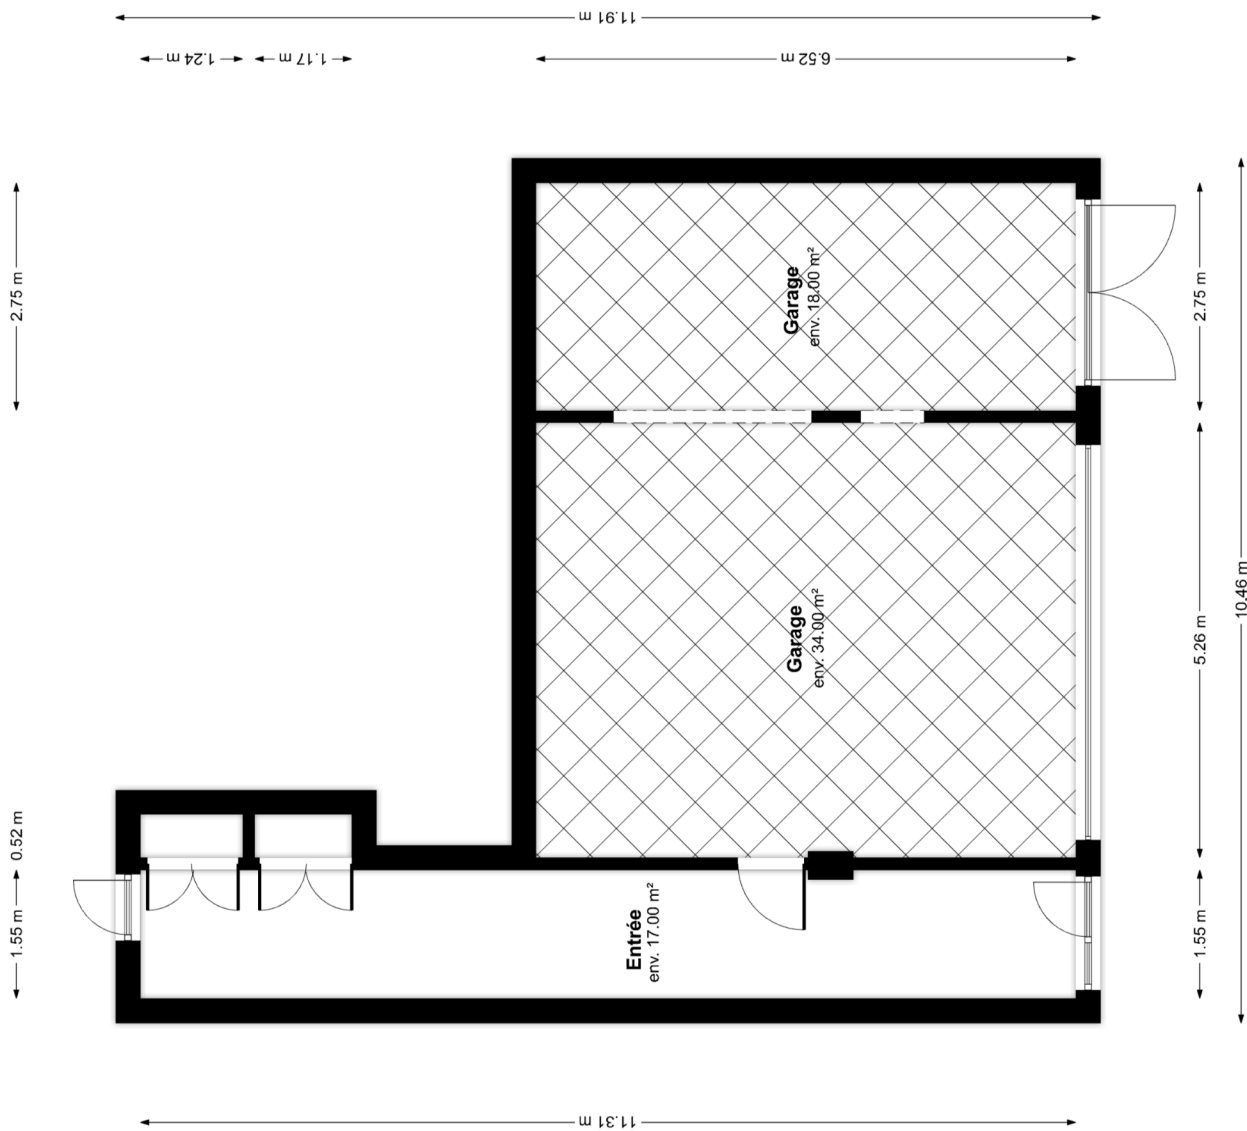 11.91 m
1.24 m
1.17 m
6.52 m
2.75 m
2.75 m
Garage
env. 18.00 m²
10.46 m
5.26 m
Garage
env. 34.00 m²
0.52 m
1.55 m
Entrée
env. 17.00 m²
1.55 m
11.31 m